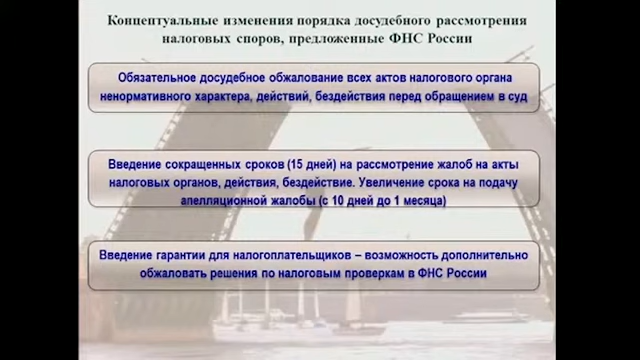 Концептуальные изменения порядка досудебного рассмотрения
налоговых споров, предложенные ФНС России
Обязательное досудебное обжалование всех актов налогового органа
ненормативного характера, действий, бездействия перед обращением в суд
Введение сокращенных сроков (15 дней) на рассмотрение жалоб на акты
налоговых органов, действия, бездействие. Увеличение срока на подачу
апелляционной жалобы (с 10 дней до 1 месяца)
Введение гарантии для налогоплательщиков – возможность дополнительно
обжаловать решения по налоговым проверкам в ФНС России